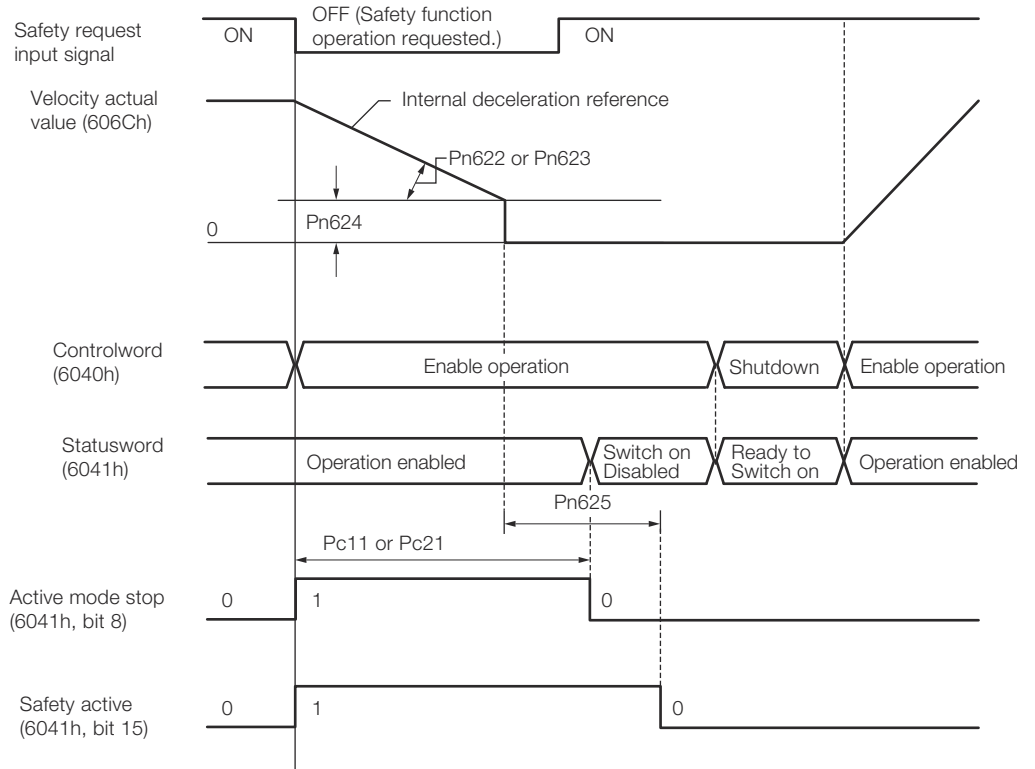 Safety request
input signal
ON
OFF (Safety function
operation requested.)
ON
Velocity actual
value (606Ch)
Internal deceleration reference
Pn622 or Pn623
Pn624
0
Controlword
(6040h)
Enable operation
Shutdown
Enable operation
Statusword
(6041h)
Operation enabled
Switch on
Disabled
Ready to
Switch on
Operation enabled
Pn625
Pc11 or Pc21
Active mode stop
(6041h, bit 8)
0
1
0
Safety active
(6041h, bit 15)
0
1
0